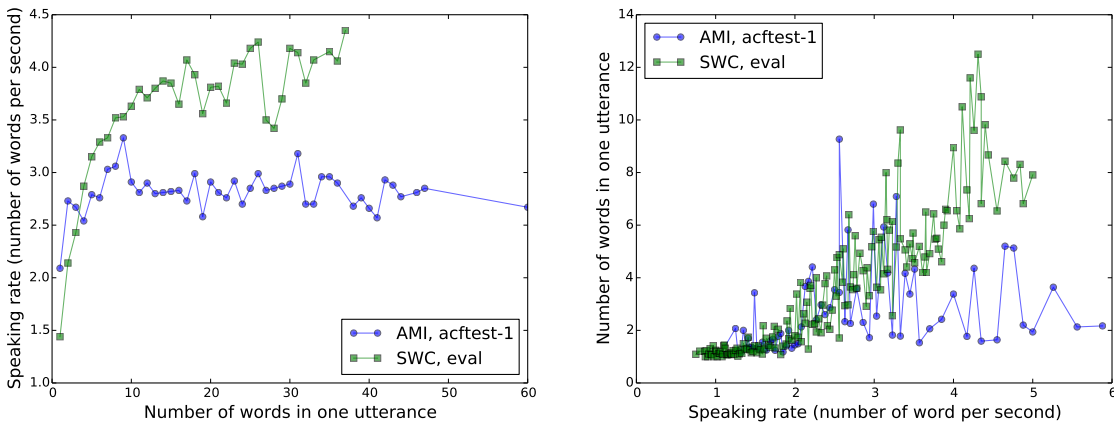 4.5
4.0
3.5
3.0
2.5
2.0
1.5
1.0
Speaking rate (number of words per second)
0 10 20 30 40 50 60
Number of words in one utterance
AMI, acftest-1
SWC, eval
14
12
10
8
6
4
2
0
Number of words in one utterance
AMI, acftest-1
SWC, eval
0 1 2 3 4 5 6
Speaking rate (number of word per second)